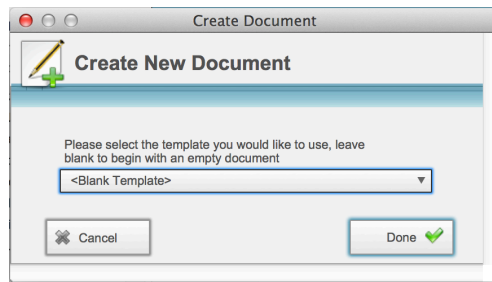 Create Document
Create New Document
Please select the template you would like to use, leave
blank to begin with an empty document
<Blank Template>
Cancel
Done